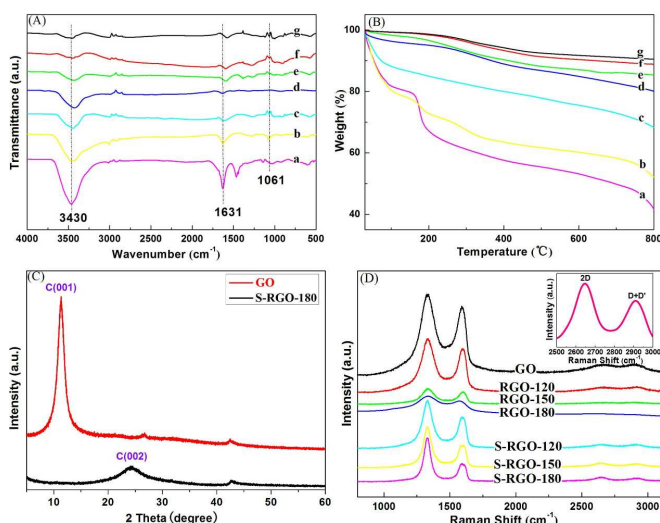 (A)
g
f
e
d
c
b
a
3430
1631
1061
Transmittance (a.u.)
4000 3500 3000 2500 2000 1500 1000 500
Wavenumber (cm⁻¹)
(B)
100
80
60
40
Weight (%)
g
f
e
d
c
b
a
200 400 600 800
Temperature (℃)
(C)
C(001)
GO
S-RGO-180
C(002)
Intensity (a.u.)
10 20 30 40 50 60
2 Theta (degree)
(D)
2D
D+D'
Intensity (a.u.)
2500 2600 2700 2800 2900 3000
Raman Shift (cm⁻¹)
GO
RGO-120
RGO-150
RGO-180
S-RGO-120
S-RGO-150
S-RGO-180
Intensity (a.u.)
1000 1500 2000 2500 3000
Raman Shift (cm⁻¹)